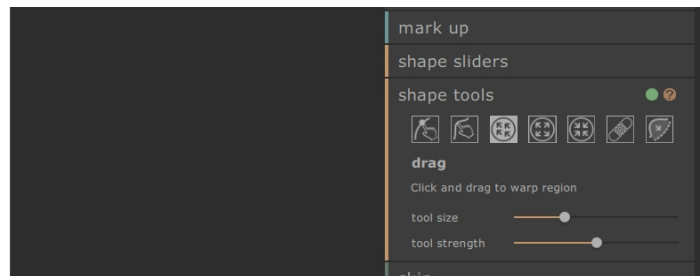 mark up
shape sliders
shape tools
?
drag
Click and drag to warp region
tool size
tool strength